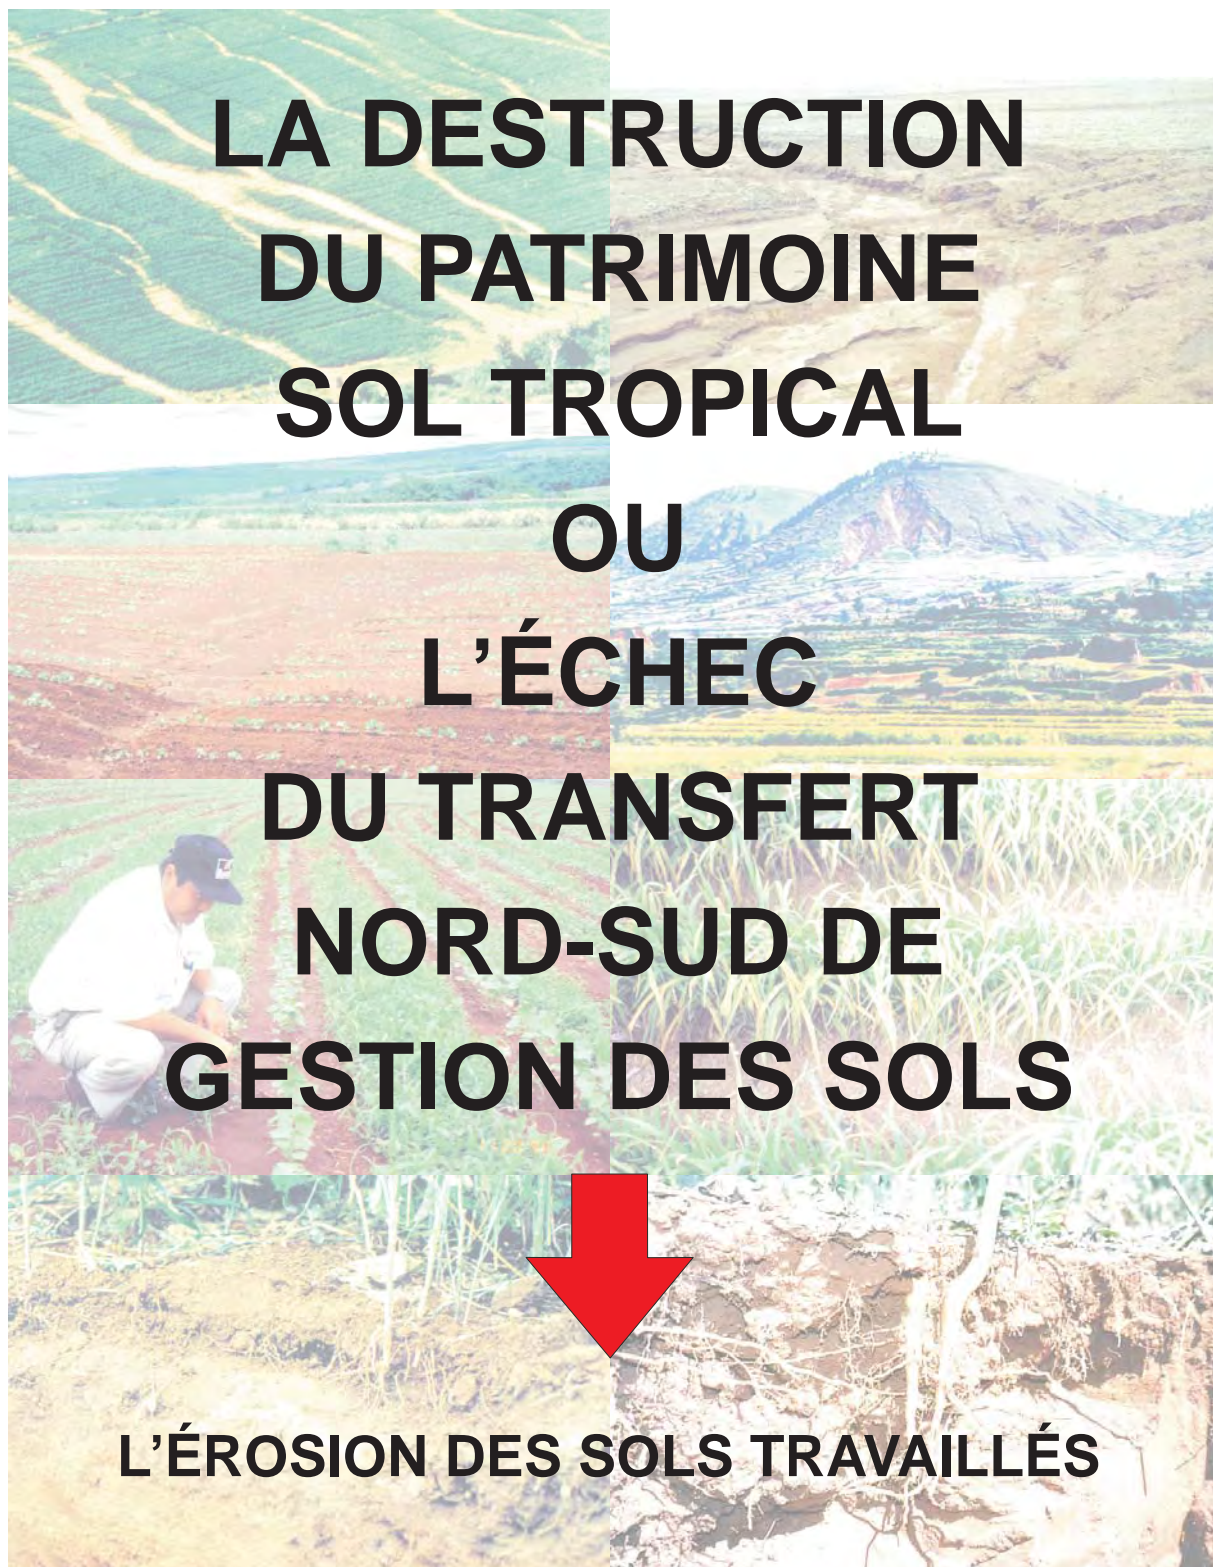 LA DESTRUCTION
DU PATRIMOINE
SOL TROPICAL
OU
L’ÉCHEC
DU TRANSFERT
NORD-SUD DE
GESTION DES SOLS
L’ÉROSION DES SOLS TRAVAILLÉS